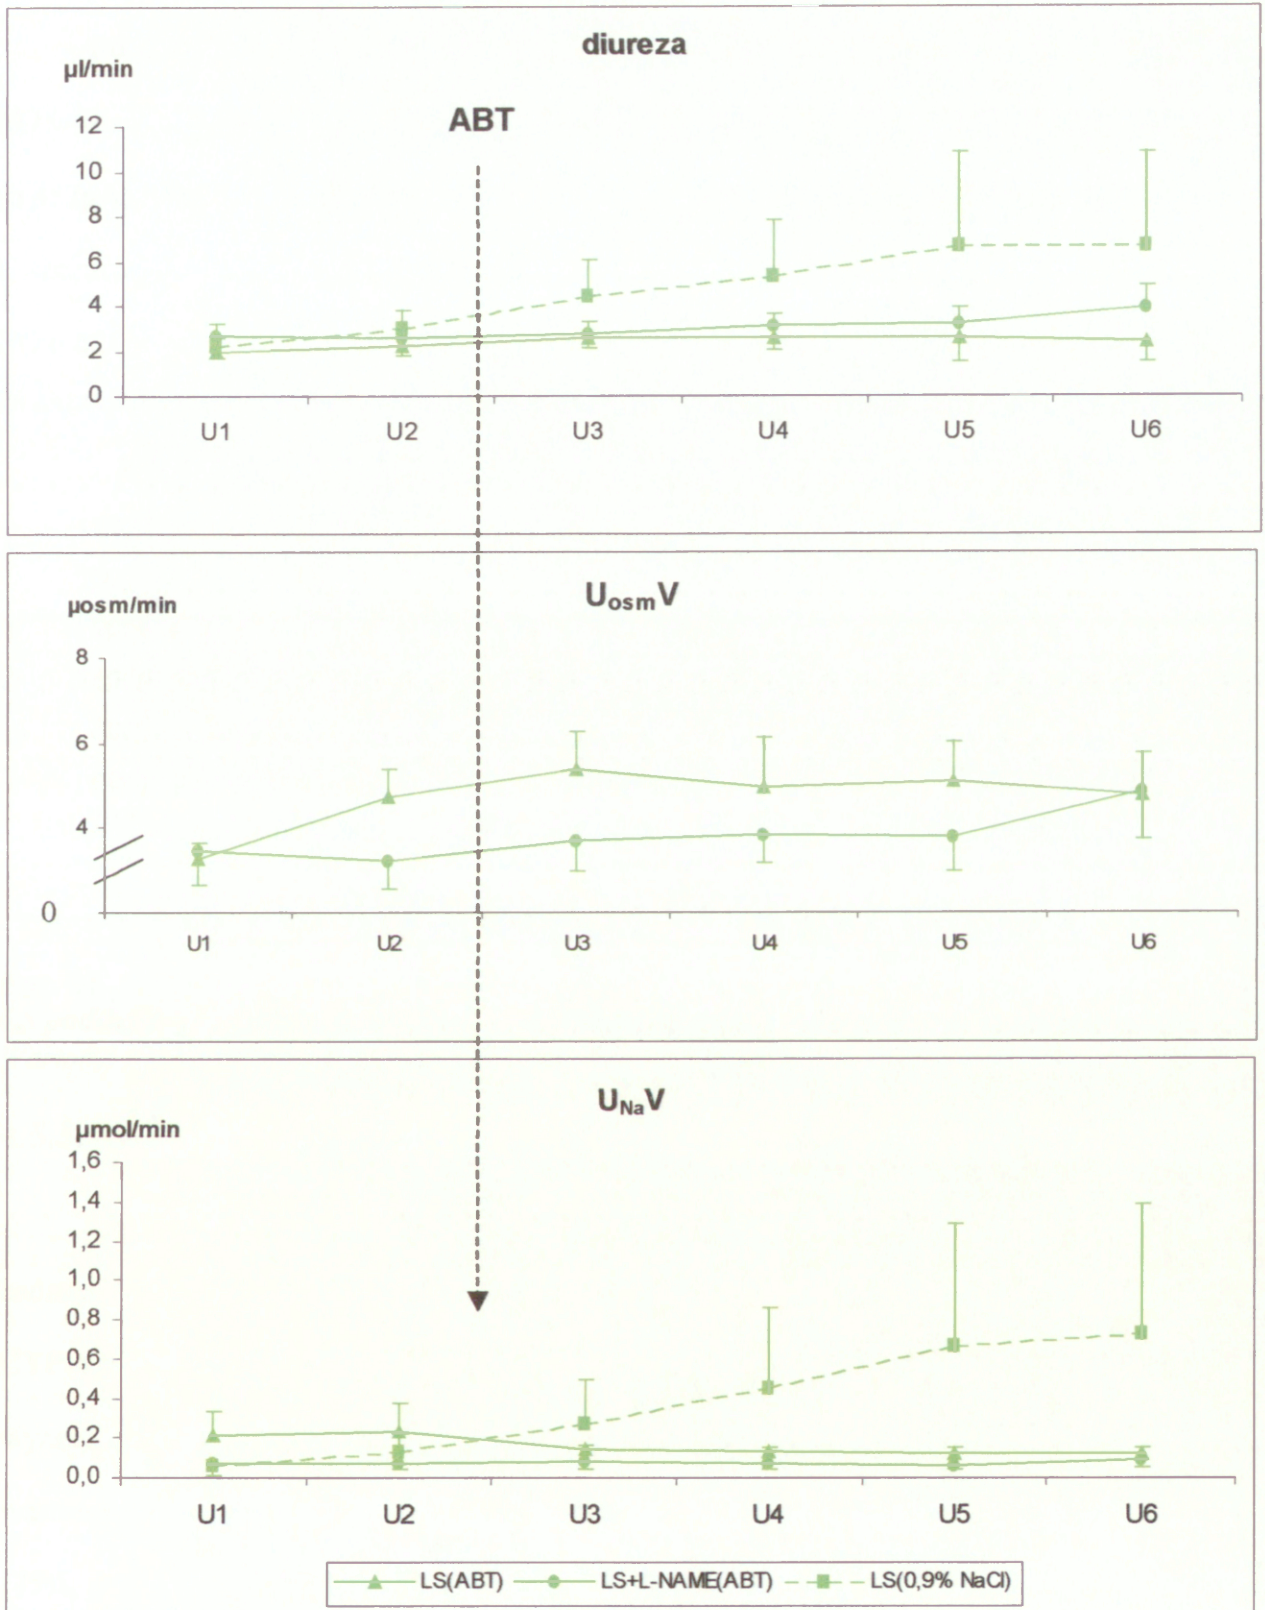 diureza
µl/min
ABT
12
10
8
6
4
2
0
U1 U2 U3 U4 U5 U6
UosmV
µosm/min
8
6
4
0
U1 U2 U3 U4 U5 U6
UNaV
µmol/min
1,6
1,4
1,2
1,0
0,8
0,6
0,4
0,2
0,0
U1 U2 U3 U4 U5 U6
LS(ABT) LS+L-NAME(ABT) LS(0,9% NaCl)